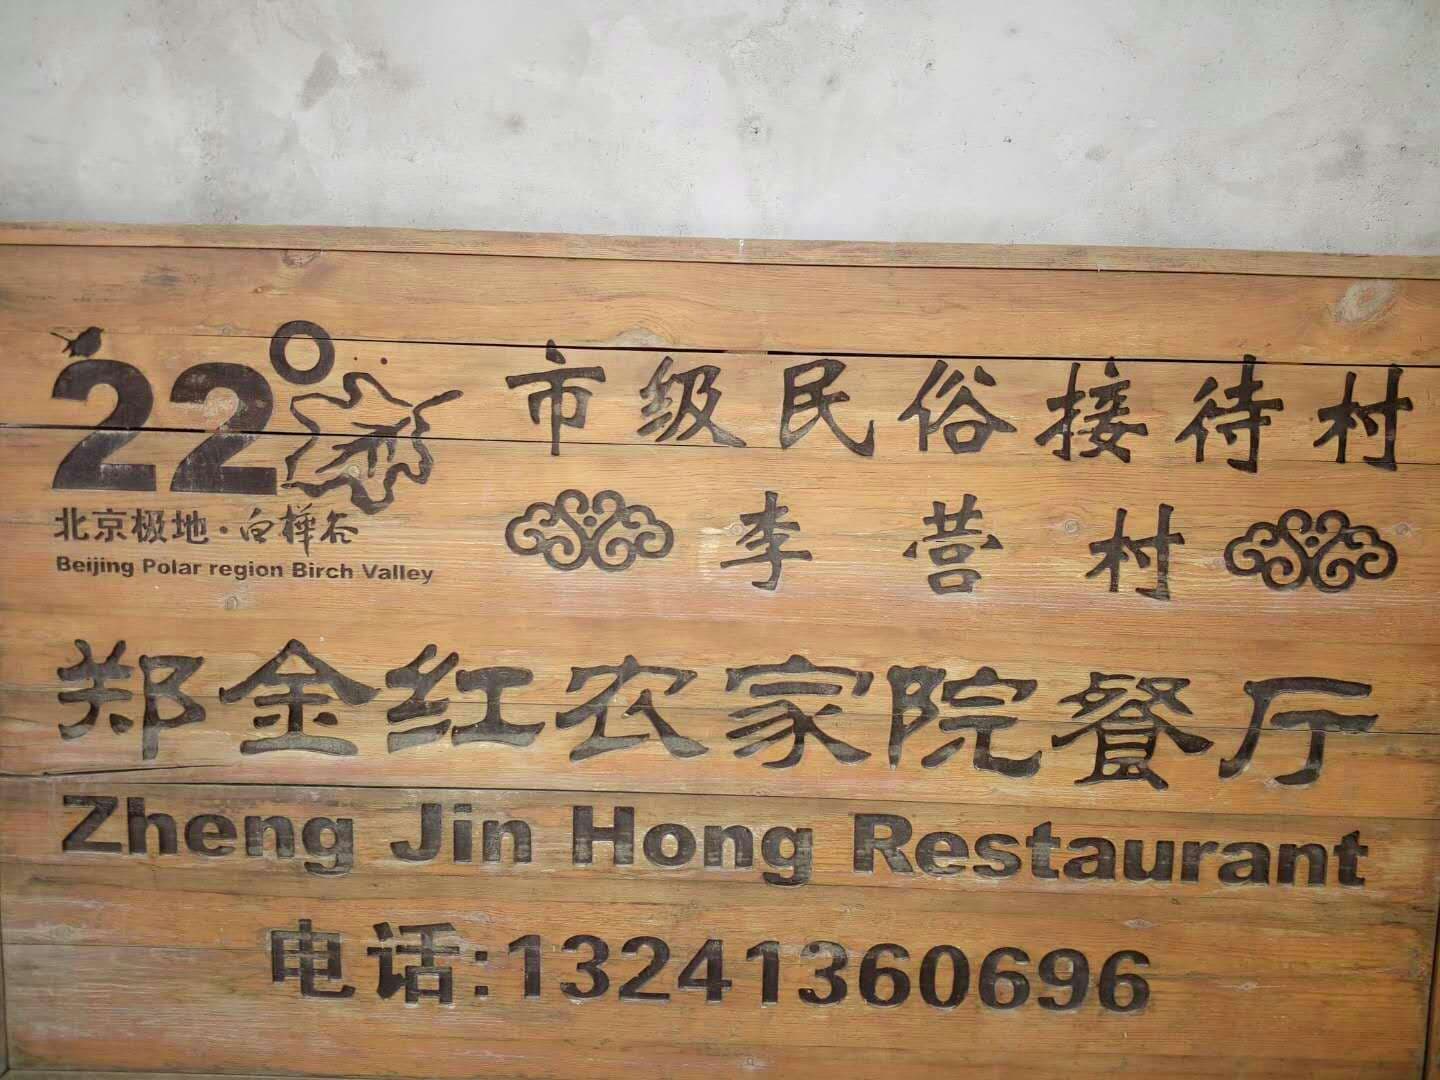 22°
北京极地·白桦谷
Beijing Polar region Birch Valley
市级民俗接待村
李营村
郑金红农家院餐厅
Zheng Jin Hong Restaurant
电话:13241360696